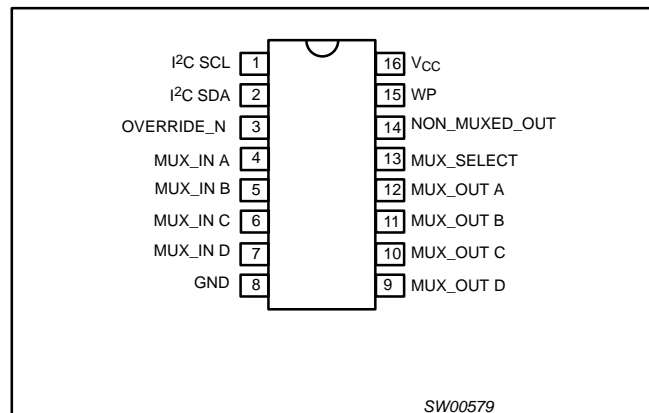 I²C SCL 1 16 VCC
I²C SDA 2 15 WP
OVERRIDE_N 3 14 NON_MUXED_OUT
MUX_IN A 4 13 MUX_SELECT
MUX_IN B 5 12 MUX_OUT A
MUX_IN C 6 11 MUX_OUT B
MUX_IN D 7 10 MUX_OUT C
GND 8 9 MUX_OUT D
SW00579